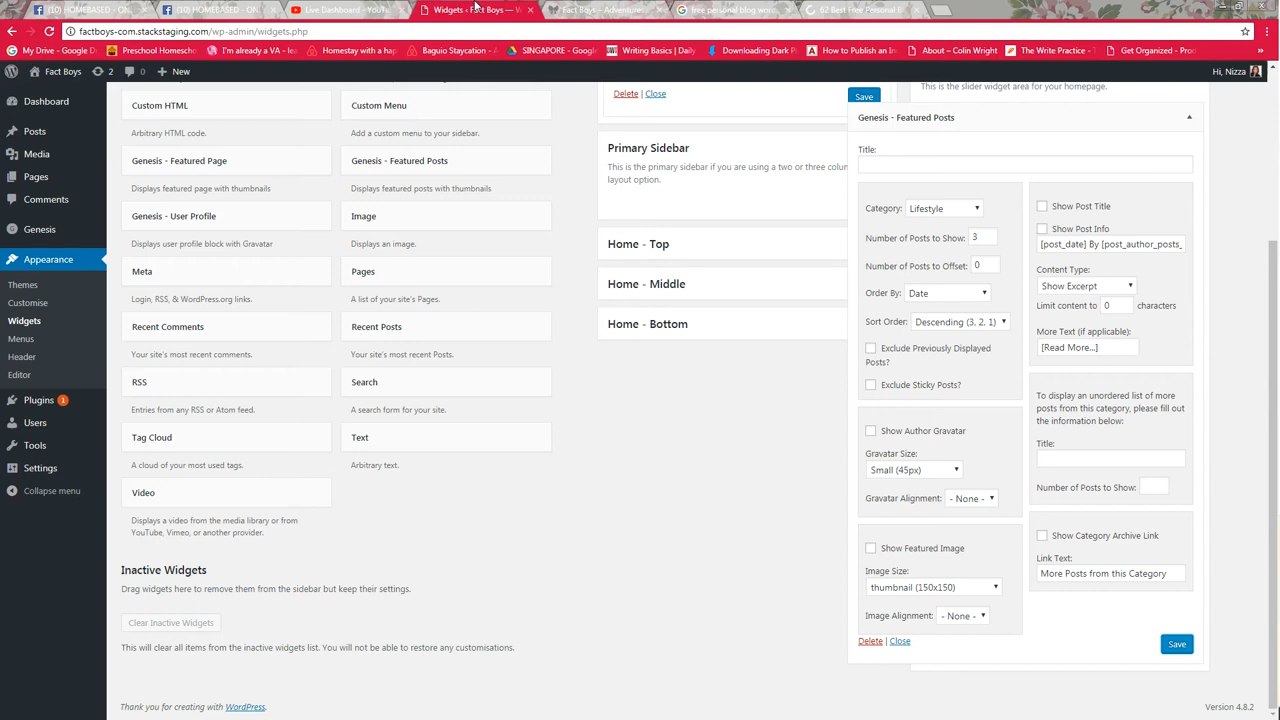 (10) HOMEBASED - ON
(10) HOMEBASED - ON
Live Dashboard - YouTu
Widgets ‹ Fact Boys — W
Fact Boys – Adventure
free personal blog word
62 Best Free Personal B
factboys-com.stackstaging.com/wp-admin/widgets.php
My Drive - Google D
Preschool Homescho
I'm already a VA - lea
Homestay with a hap
Baguio Staycation - A
SINGAPORE - Google
Writing Basics | Daily
Downloading Dark P
How to Publish an In
About – Colin Wright
The Write Practice - T
Get Organized - Prod
Fact Boys
2
0
New
Hi, Nizza
Dashboard
Posts
Media
Pages
Comments
Genesis
Appearance
Themes
Customise
Widgets
Menus
Header
Editor
Plugins 1
Users
Tools
Settings
Collapse menu
Custom HTML
Arbitrary HTML code.
Custom Menu
Add a custom menu to your sidebar.
Genesis - Featured Page
Displays featured page with thumbnails
Genesis - Featured Posts
Displays featured posts with thumbnails
Genesis - User Profile
Displays user profile block with Gravatar
Image
Displays an image.
Meta
Login, RSS, & WordPress.org links.
Pages
A list of your site's Pages.
Recent Comments
Your site's most recent comments.
Recent Posts
Your site's most recent Posts.
RSS
Entries from any RSS or Atom feed.
Search
A search form for your site.
Tag Cloud
A cloud of your most used tags.
Text
Arbitrary text.
Video
Displays a video from the media library or from
YouTube, Vimeo, or another provider.
Inactive Widgets
Drag widgets here to remove them from the sidebar but keep their settings.
Clear Inactive Widgets
This will clear all items from the inactive widgets list. You will not be able to restore any customisations.
Thank you for creating with WordPress.
Version 4.8.2
Delete | Close
Save
Primary Sidebar
This is the primary sidebar if you are using a two or three colum
layout option.
Home - Top
Home - Middle
Home - Bottom
This is the slider widget area for your homepage.
Genesis - Featured Posts
Title:
Category: Lifestyle
Number of Posts to Show: 3
Number of Posts to Offset: 0
Order By: Date
Sort Order: Descending (3, 2, 1)
Exclude Previously Displayed
Posts?
Exclude Sticky Posts?
Show Author Gravatar
Gravatar Size:
Small (45px)
Gravatar Alignment: - None -
Show Featured Image
Image Size:
thumbnail (150x150)
Image Alignment: - None -
Delete | Close
Show Post Title
Show Post Info
[post_date] By [post_author_posts_
Content Type:
Show Excerpt
Limit content to 0 characters
More Text (if applicable):
[Read More...]
To display an unordered list of more
posts from this category, please fill out
the information below:
Title:
Number of Posts to Show:
Show Category Archive Link
Link Text:
More Posts from this Category
Save